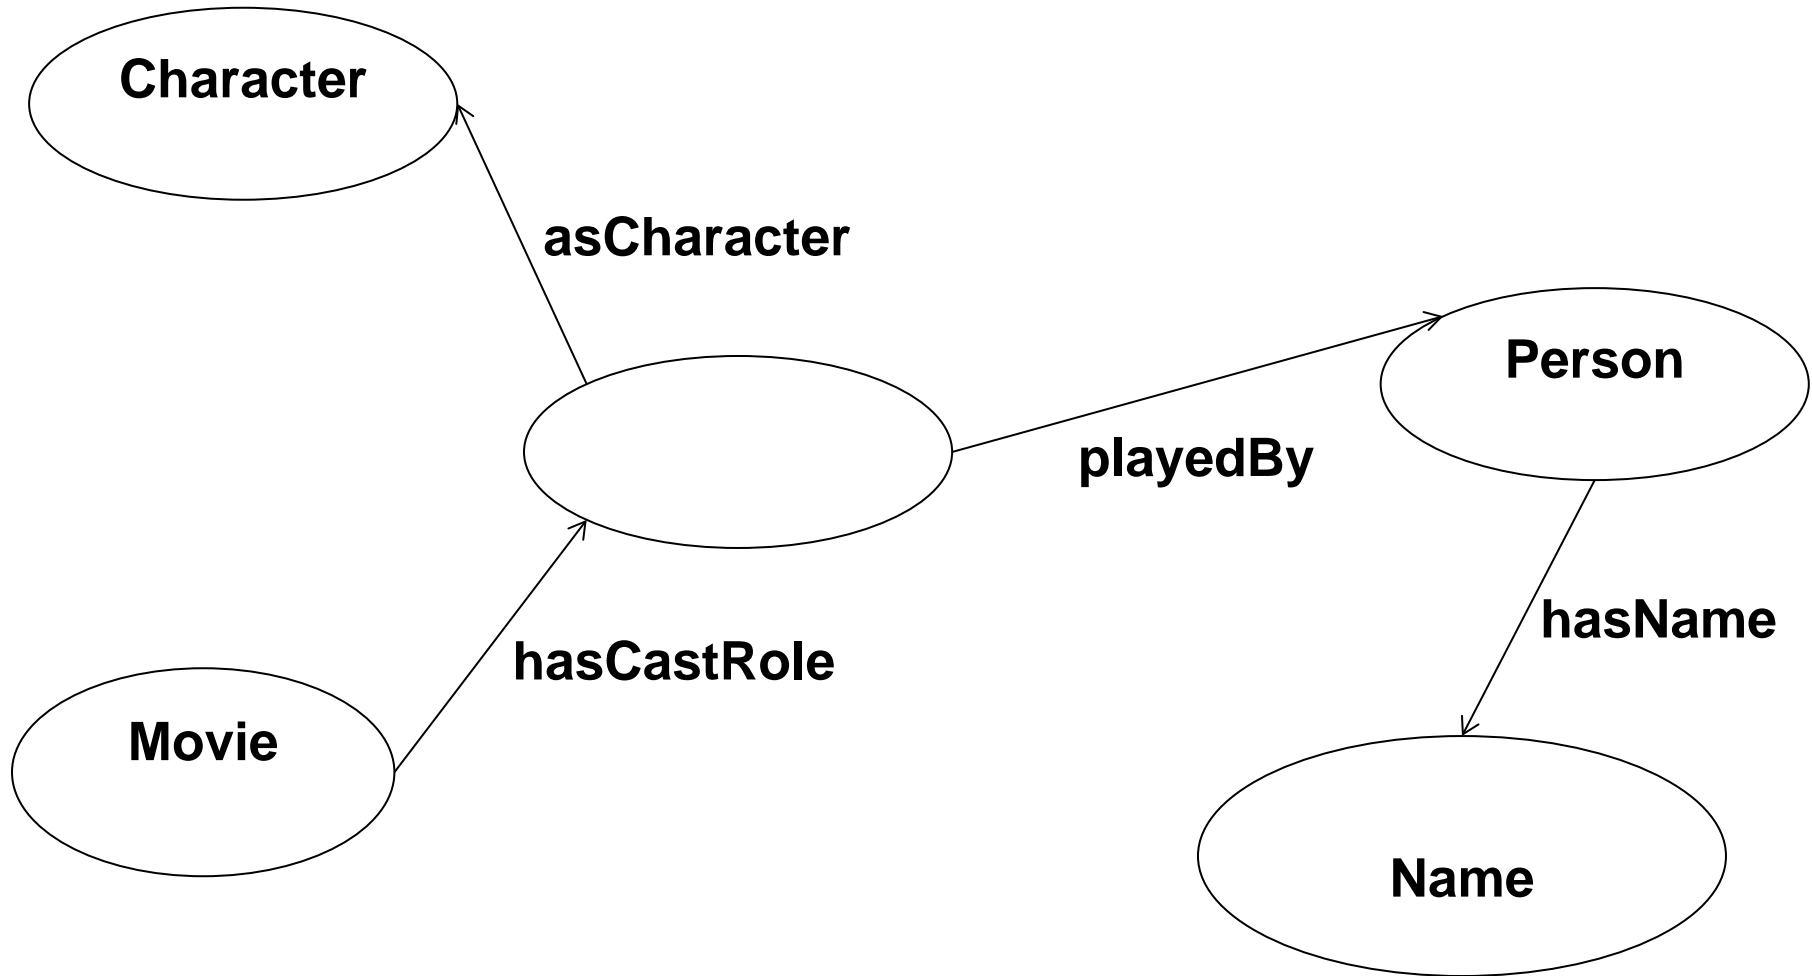 Character
asCharacter
Person
playedBy
hasName
hasCastRole
Movie
Name